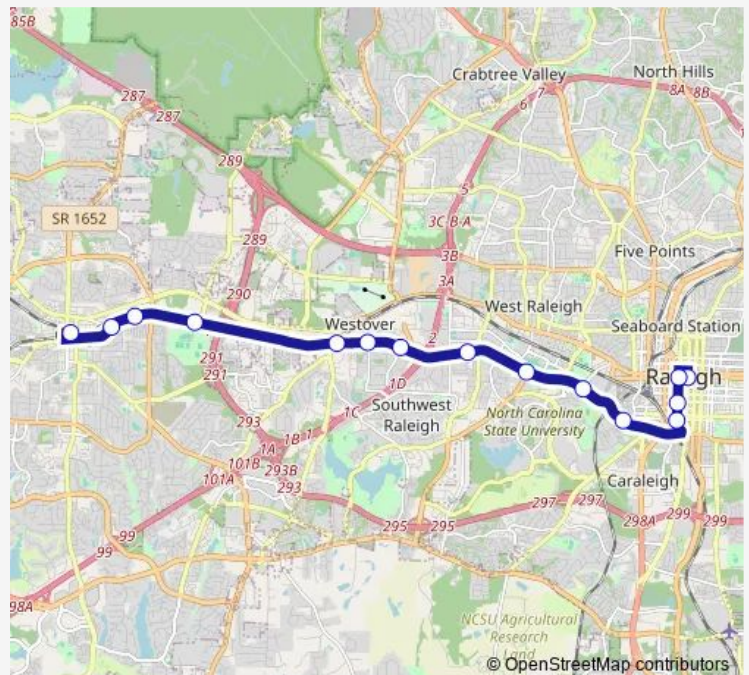 85B
Crabtree Valley
North Hills
287
287
7
6
8A
8B
289
5
SR 1652
3C-B-A
289
3B
Five Points
3A
290
West Raleigh
Westover
Seaboard Station
2
291
291
1D
Raleigh
1C
Southwest
Raleigh
North Carolina
State University
293
1B
1
1A
101B
293B
101A
293
Caraleigh
297
297
99
295
295
298A
299
299
99
98A
NCSU Agricultural
Research
Land
© OpenStreetMap contributors